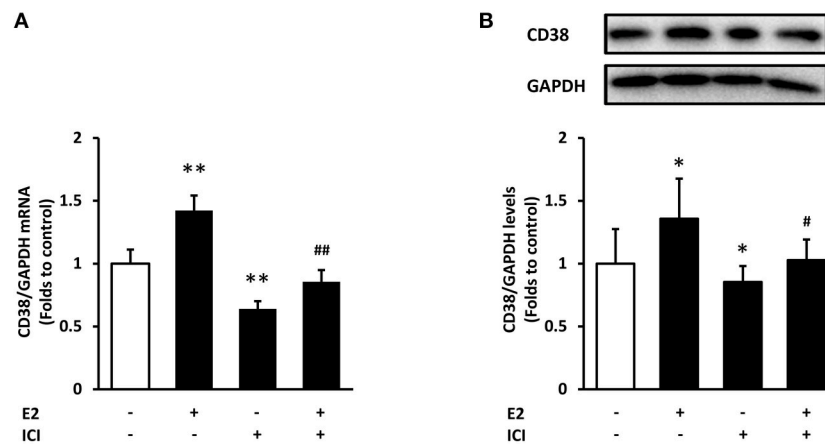 A
CD38/GAPDH mRNA
(Folds to control)
2
1.5
1
0.5
0
** ** ##
E2 - + - +
ICI - - + +
B
CD38
GAPDH
CD38/GAPDH levels
(Folds to control)
2
1.5
1
0.5
0
* * #
E2 - + - +
ICI - - + +